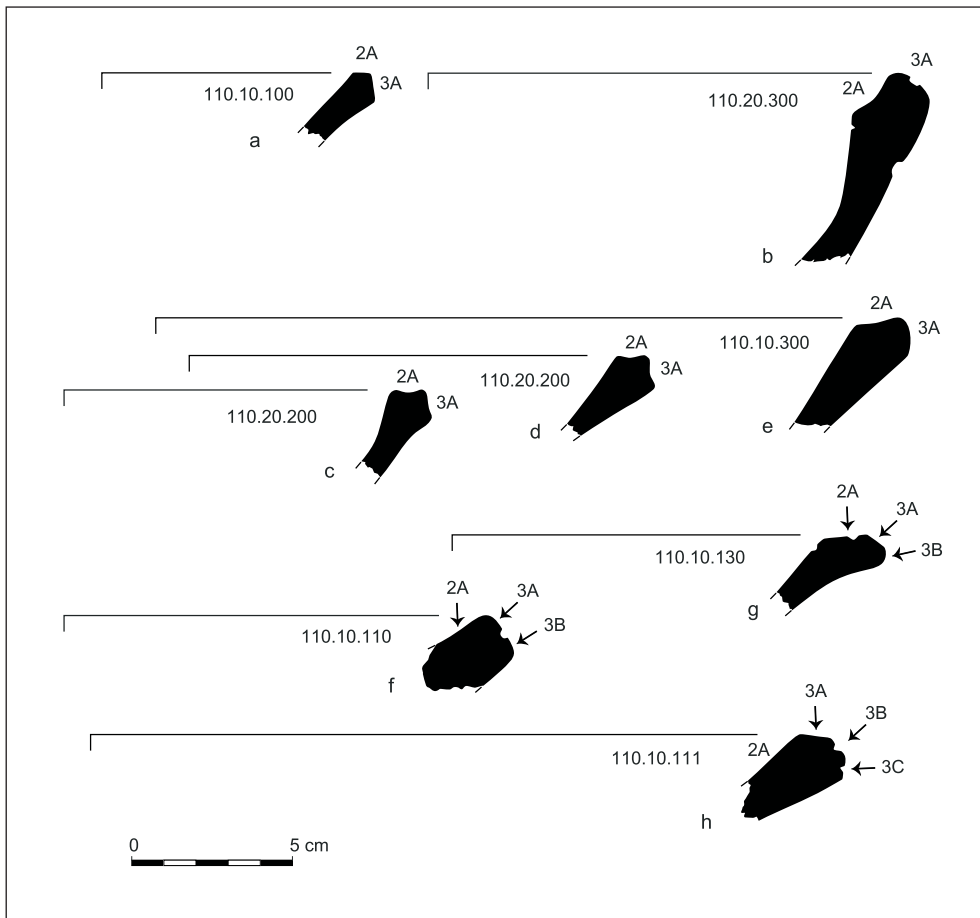 2A
3A
110.10.100
a
3A
2A
110.20.300
b
2A
3A
110.10.300
e
2A
3A
110.20.200
d
2A
3A
110.20.200
c
2A
3A
3B
110.10.130
g
2A
3A
3B
110.10.110
f
3A
3B
2A
3C
110.10.111
h
0 5 cm